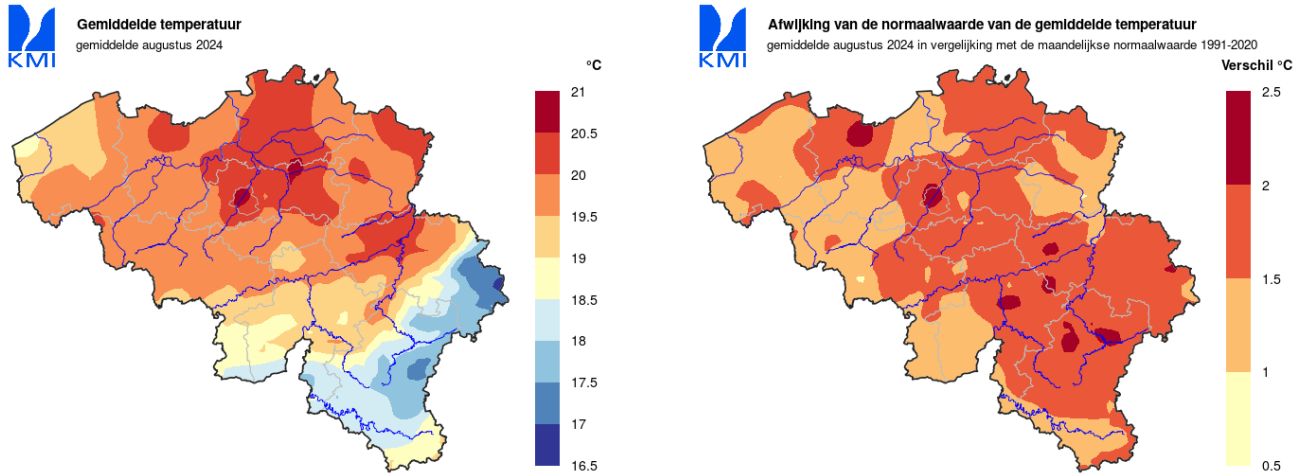 KMI
Gemiddelde temperatuur
gemiddelde augustus 2024
°C
21
20.5
20
19.5
19
18.5
18
17.5
17
16.5
KMI
Afwijking van de normaalwaarde van de gemiddelde temperatuur
gemiddelde augustus 2024 in vergelijking met de maandelijkse normaalwaarde 1991-2020
Verschil °C
2.5
2
1.5
1
0.5